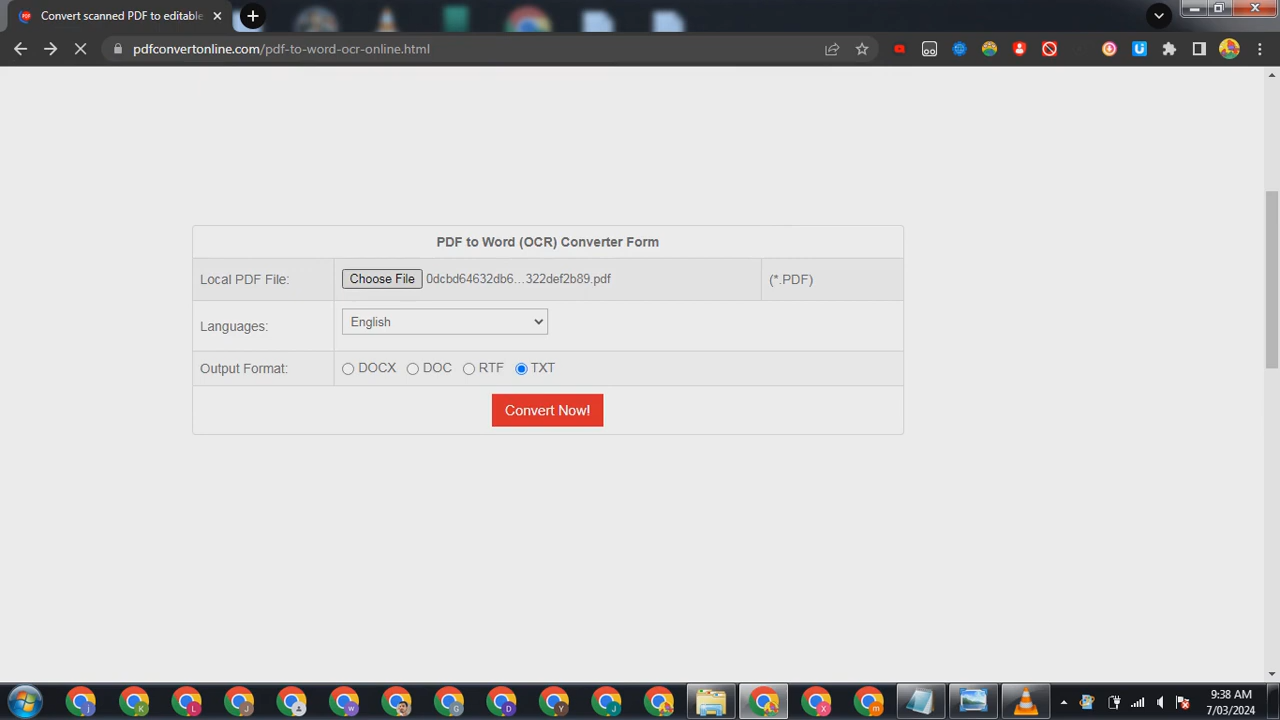 Convert scanned PDF to editable
pdfconvertonline.com/pdf-to-word-ocr-online.html
PDF to Word (OCR) Converter Form
Local PDF File: Choose File 0dcbd64632db6...322def2b89.pdf (*.PDF)
Languages: English
Output Format: DOCX DOC RTF TXT
Convert Now!
9:38 AM
7/03/2024